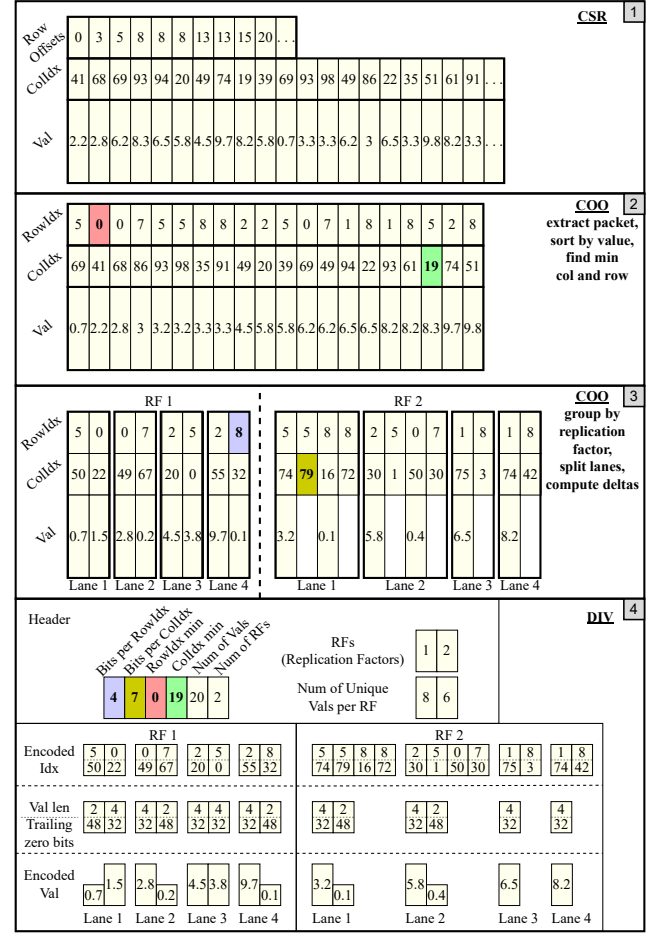 CSR 1
Row Offsets 0 3 5 8 8 8 13 13 15 20 ...
ColIdx 41 68 69 93 94 20 49 74 19 39 69 93 98 49 86 22 35 51 61 91 ...
Val 2.2 2.8 6.2 8.3 6.5 5.8 4.5 9.7 8.2 5.8 0.7 3.3 3.3 6.2 3 6.5 3.3 9.8 8.2 3.3 ...
COO 2
extract packet,
sort by value,
find min
col and row
RowIdx 5 0 0 7 5 5 8 8 2 2 5 0 7 1 8 1 8 5 2 8
ColIdx 69 41 68 86 93 98 35 91 49 20 39 69 49 94 22 93 61 19 74 51
Val 0.7 2.2 2.8 3 3.2 3.2 3.3 3.3 4.5 5.8 5.8 6.2 6.2 6.5 6.5 8.2 8.2 8.3 9.7 9.8
COO 3
group by
replication
factor,
split lanes,
compute deltas
RF 1 RF 2
RowIdx 5 0 0 7 2 5 2 8 5 5 8 8 2 5 0 7 1 8 1 8
ColIdx 50 22 49 67 20 0 55 32 74 79 16 72 30 1 50 30 75 3 74 42
Val 0.7 1.5 2.8 0.2 4.5 3.8 9.7 0.1 3.2 0.1 5.8 0.4 6.5 8.2
Lane 1 Lane 2 Lane 3 Lane 4 Lane 1 Lane 2 Lane 3 Lane 4
DIV 4
Header
Bits per RowIdx
Bits per ColIdx
RowIdx min
ColIdx min
Num of Vals
Num of RFs
4 7 0 19 20 2
RFs
(Replication Factors)
1 2
Num of Unique
Vals per RF
8 6
RF 1 RF 2
Encoded
Idx
5 0 0 7 2 5 2 8 5 5 8 8 2 5 0 7 1 8 1 8
50 22 49 67 20 0 55 32 74 79 16 72 30 1 50 30 75 3 74 42
Val len 2 4 4 2 4 4 4 2 4 2 4 2 4 4
Trailing
zero bits
48 32 32 48 32 32 32 48 32 48 32 48 32 32
Encoded
Val
0.7 1.5 2.8 0.2 4.5 3.8 9.7 0.1 3.2 0.1 5.8 0.4 6.5 8.2
Lane 1 Lane 2 Lane 3 Lane 4 Lane 1 Lane 2 Lane 3 Lane 4